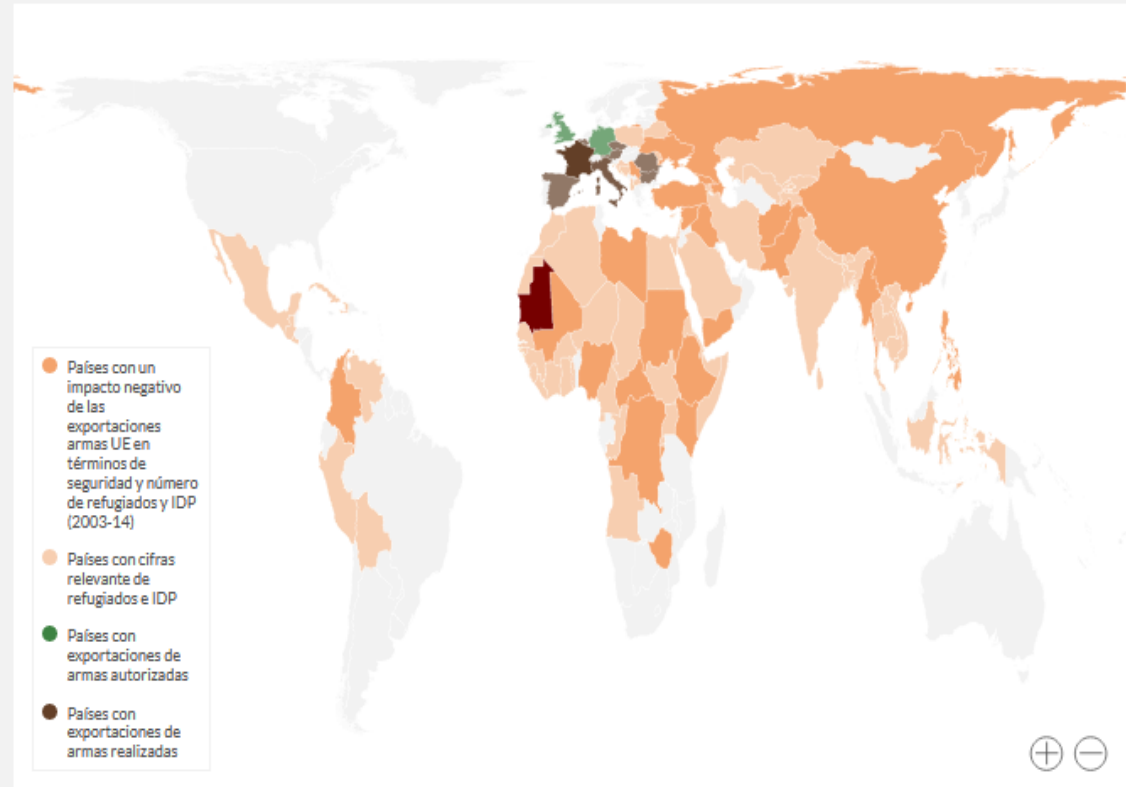 Países con un
impacto negativo
de las
exportaciones
armas UE en
términos de
seguridad y número
de refugiados y IDP
(2003-14)
Países con cifras
relevante de
refugiados e IDP
Países con
exportaciones de
armas autorizadas
Países con
exportaciones de
armas realizadas